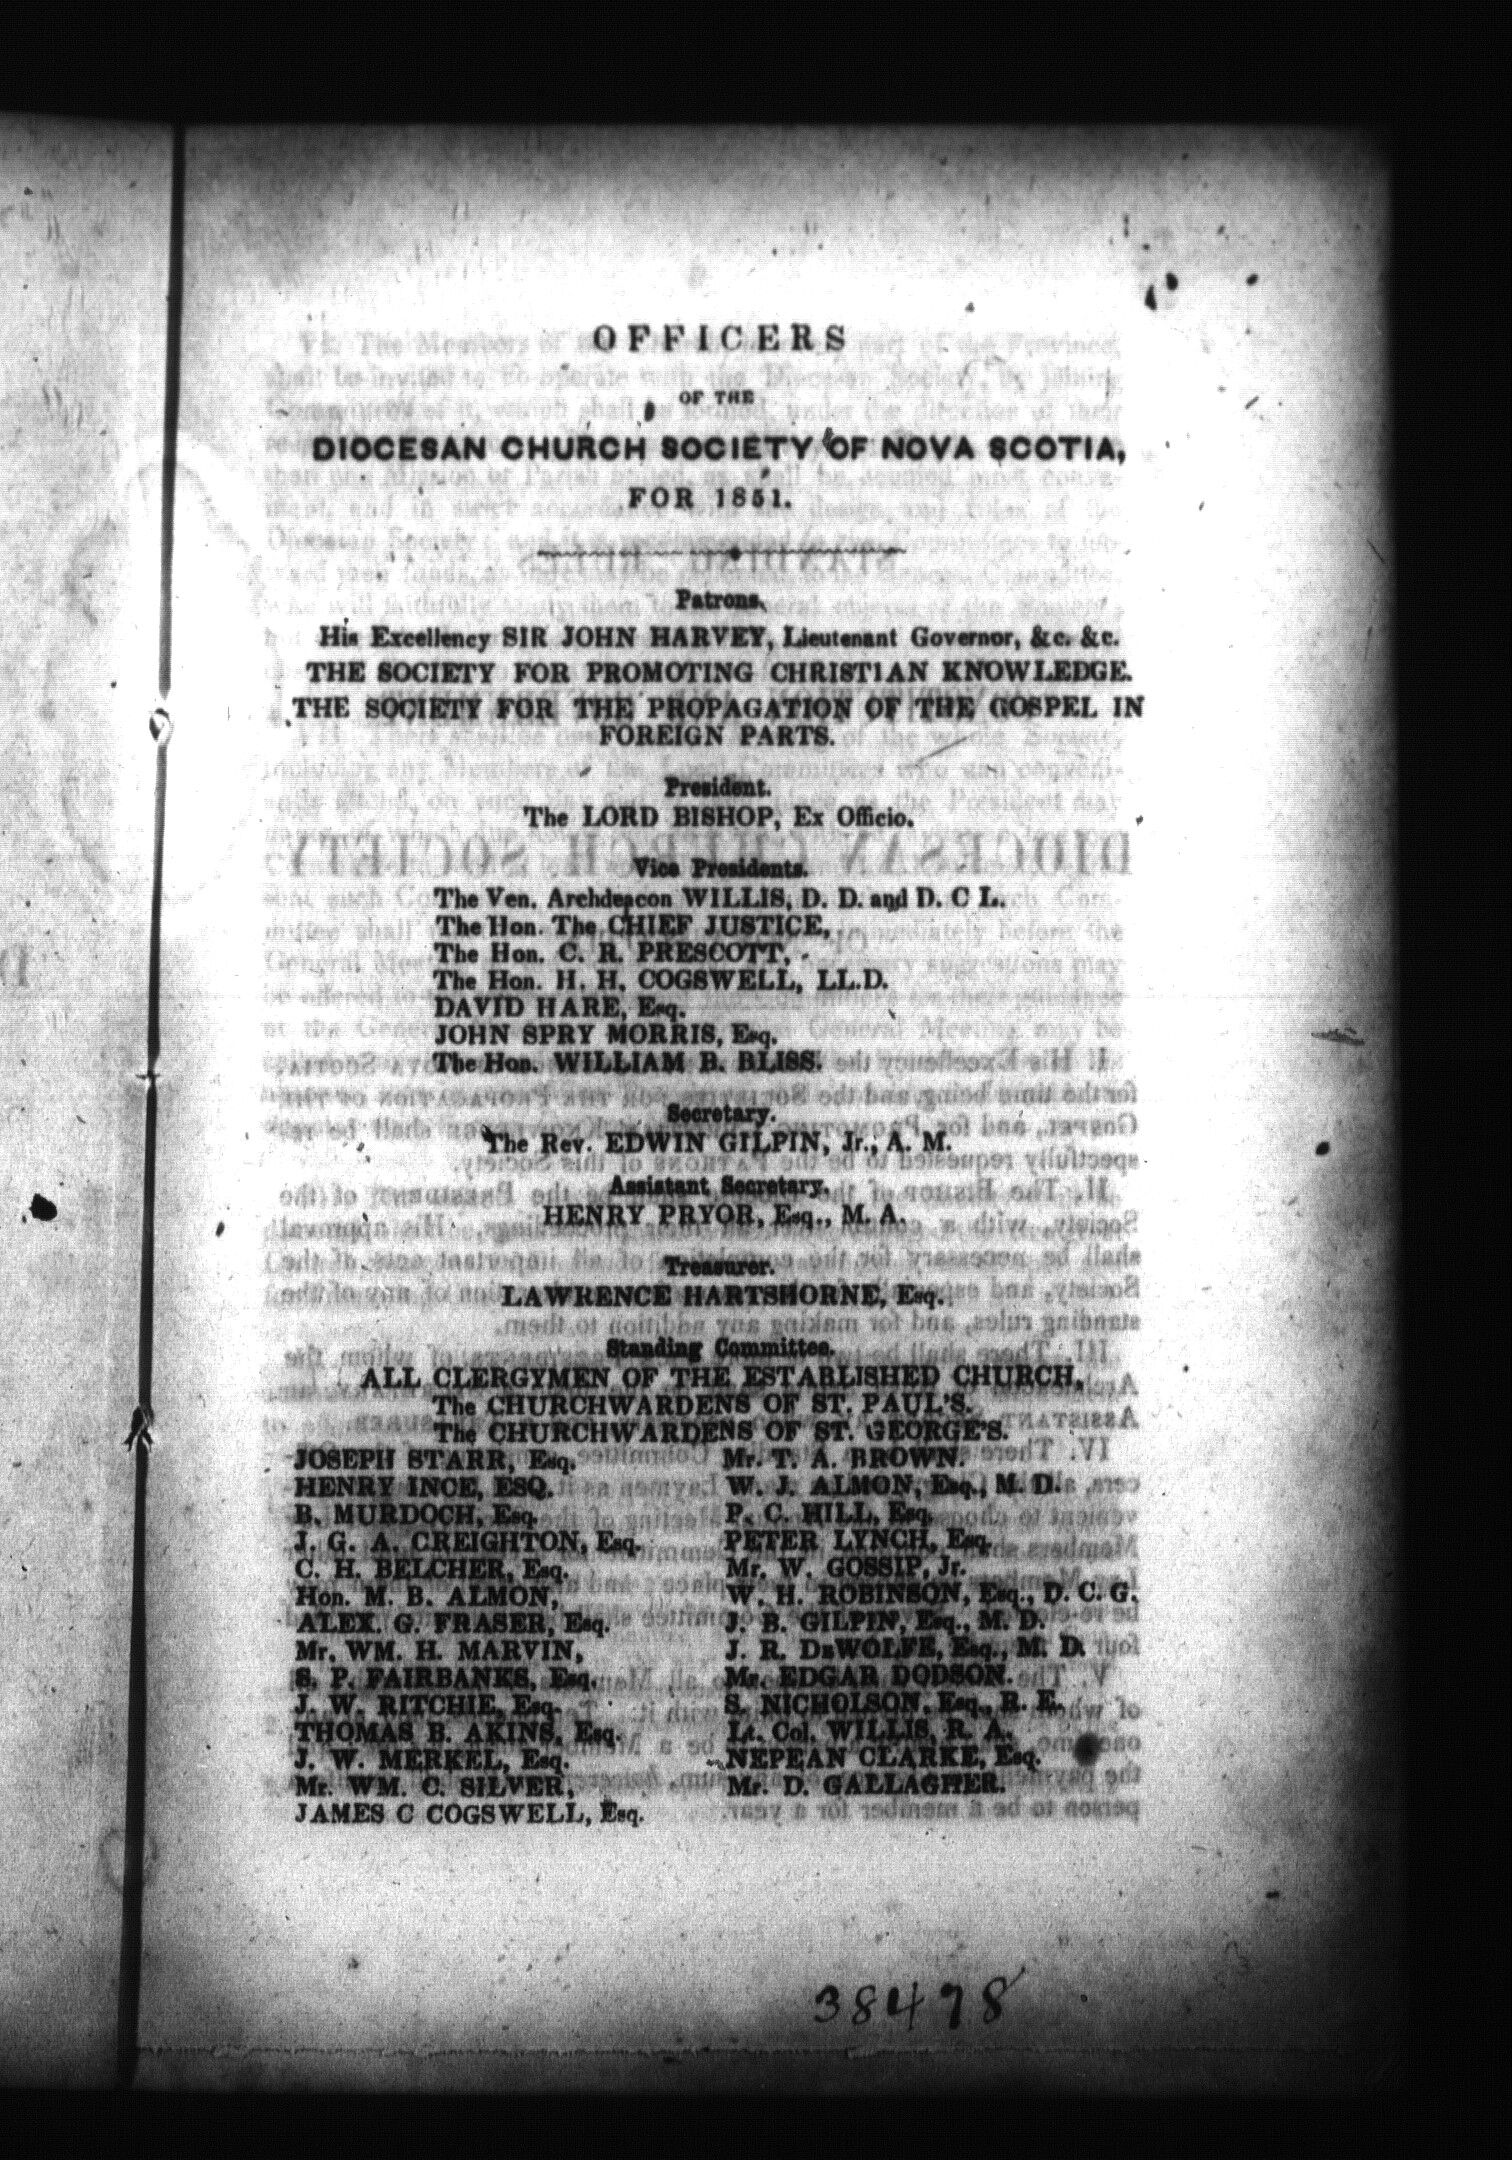 OFFICERS
OF THE
DIOCESAN CHURCH SOCIETY OF NOVA SCOTIA,
FOR 1851.
Patrons.
His Excellency SIR JOHN HARVEY, Lieutenant Governor, &c. &c.
THE SOCIETY FOR PROMOTING CHRISTIAN KNOWLEDGE.
THE SOCIETY FOR THE PROPAGATION OF THE GOSPEL IN
FOREIGN PARTS.
President.
The LORD BISHOP, Ex Officio.
Vice Presidents.
The Ven. Archdeacon WILLIS, D. D. and D. C L.
The Hon. The CHIEF JUSTICE,
The Hon. C. R. PRESCOTT,
The Hon. H. H. COGSWELL, LL.D.
DAVID HARE, Esq.
JOHN SPRY MORRIS, Esq.
The Hon. WILLIAM B. BLISS.
Secretary.
The Rev. EDWIN GILPIN, Jr., A. M.
Assistant Secretary.
HENRY PRYOR, Esq., M. A.
Treasurer.
LAWRENCE HARTSHORNE, Esq.
Standing Committee.
ALL CLERGYMEN OF THE ESTABLISHED CHURCH,
The CHURCHWARDENS OF ST. PAUL'S.
The CHURCHWARDENS OF ST. GEORGE'S.
JOSEPH STARR, Esq.
HENRY INCE, ESQ.
B. MURDOCH, Esq.
J. G. A. CREIGHTON, Esq.
C. H. BELCHER, Esq.
Hon. M. B. ALMON,
ALEX. G. FRASER, Esq.
Mr. WM. H. MARVIN,
S. P. FAIRBANKS, Esq.
J. W. RITCHIE, Esq.
THOMAS B. AKINS, Esq.
J. W. MERKEL, Esq.
Mr. WM. C. SILVER,
JAMES C COGSWELL, Esq.
Mr. T. A. BROWN.
W. J. ALMON, Esq., M. D.
P. C. HILL, Esq.
PETER LYNCH, Esq.
Mr. W. GOSSIP, Jr.
W. H. ROBINSON, Esq., D. C. G.
J. B. GILPIN, Esq., M. D.
J. R. DeWOLFE, Esq., M. D.
Mr. EDGAR DODSON.
S. NICHOLSON, Esq., R. E.
Lt. Col. WILLIS, R. A.
NEPEAN CLARKE, Esq.
Mr. D. GALLAGHER.
38478